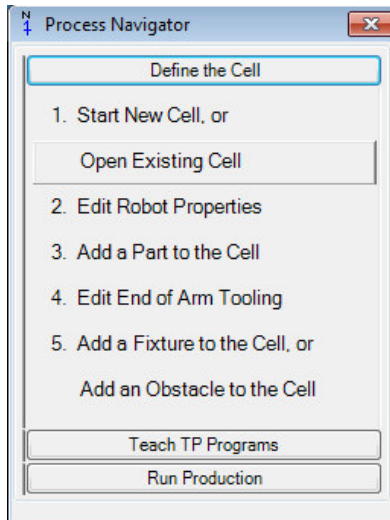 Process Navigator
Define the Cell
1. Start New Cell, or
Open Existing Cell
2. Edit Robot Properties
3. Add a Part to the Cell
4. Edit End of Arm Tooling
5. Add a Fixture to the Cell, or
Add an Obstacle to the Cell
Teach TP Programs
Run Production